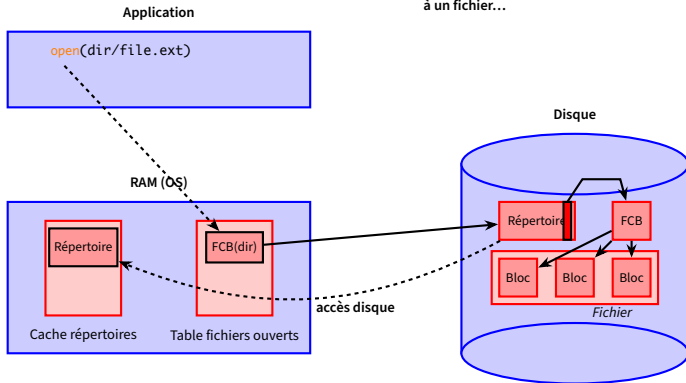 à un fichier…
Application
open(dir/file.ext)
Disque
RAM (OS)
Répertoire
FCB(dir)
Répertoire
FCB
Bloc
Bloc
Bloc
Fichier
accès disque
Cache répertoires
Table fichiers ouverts